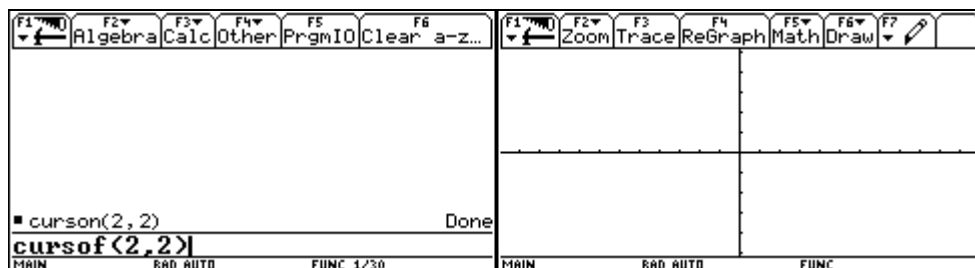 F1 F2 F3 F4 F5 F6
Algebra Calc Other PrgmIO Clear a-z…
curson(2,2) Done
cursof(2,2)
MAIN RAD AUTO FUNC 1/30
F1 F2 F3 F4 F5 F6 F7
Zoom Trace ReGraph Math Draw
MAIN RAD AUTO FUNC